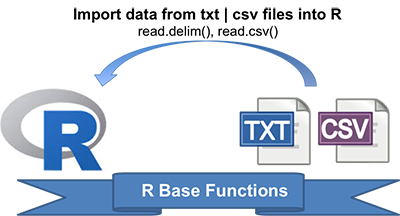 Import data from txt | csv files into R
read.delim(), read.csv()
R
TXT
CSV
R Base Functions